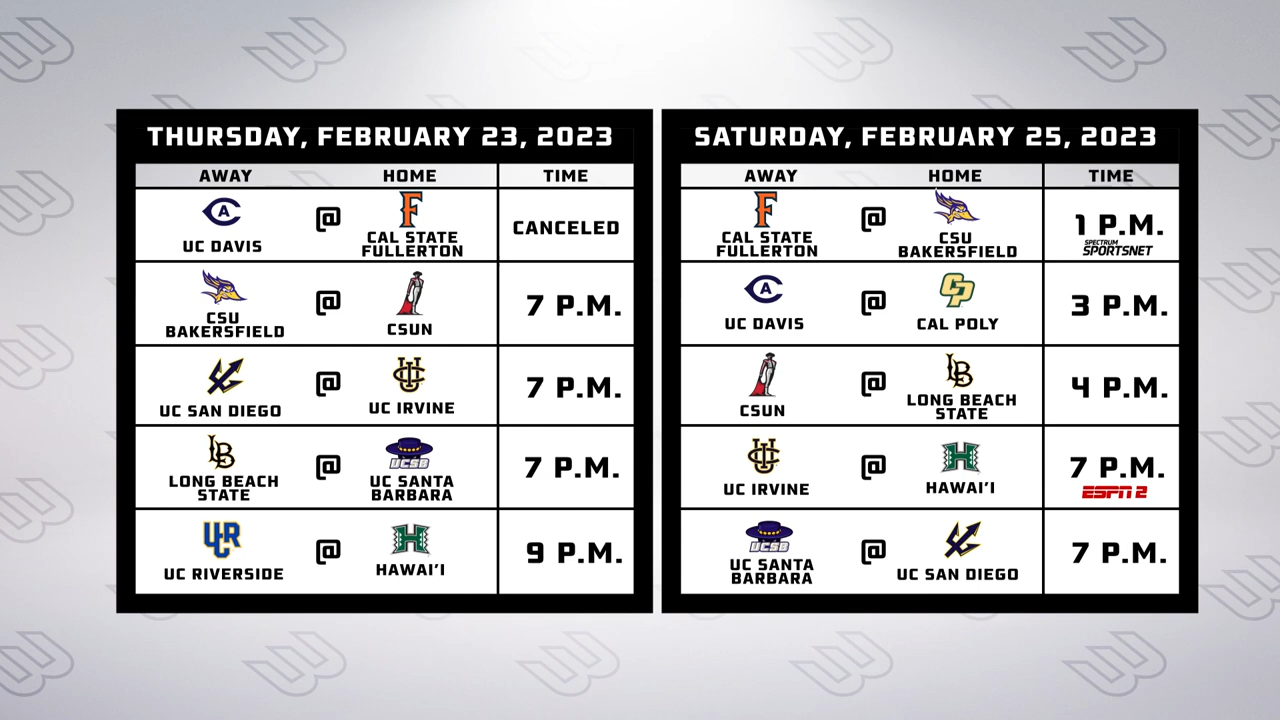 THURSDAY, FEBRUARY 23, 2023
AWAY HOME TIME
UC DAVIS @ CAL STATE FULLERTON CANCELED
CSU BAKERSFIELD @ CSUN 7 P.M.
UC SAN DIEGO @ UC IRVINE 7 P.M.
LONG BEACH STATE @ UCSB UC SANTA BARBARA 7 P.M.
UC RIVERSIDE @ HAWAI'I 9 P.M.
SATURDAY, FEBRUARY 25, 2023
AWAY HOME TIME
CAL STATE FULLERTON @ CSU BAKERSFIELD 1 P.M. SPECTRUM SPORTSNET
UC DAVIS @ CAL POLY 3 P.M.
CSUN @ LONG BEACH STATE 4 P.M.
UC IRVINE @ HAWAI'I 7 P.M. ESPN 2
UCSB UC SANTA BARBARA @ UC SAN DIEGO 7 P.M.